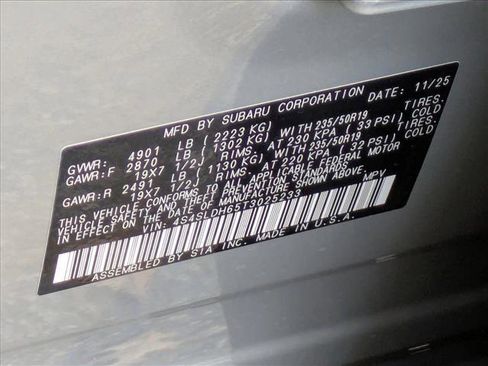 MFD BY SUBARU CORPORATION DATE: 11/25
GVWR: 4901 LB ( 2223 KG)
GAWR:F 2870 LB ( 1302 KG) WITH 235/50R19 TIRES.
19X7 1/2J RIMS. AT 230 KPA ( 33 PSI) COLD
GAWR:R 2491 LB ( 1130 KG) WITH 235/50R19 TIRES.
19X7 1/2J RIMS. AT 220 KPA ( 32 PSI) COLD
THIS VEHICLE CONFORMS TO ALL APPLICABLE FEDERAL MOTOR
VEHICLE SAFETY AND THEFT PREVENTION STANDARDS
IN EFFECT ON THE DATE OF MANUFACTURE SHOWN ABOVE.
VIN: 4S4SLDH65T3025233 MPV
ASSEMBLED BY SIA INC. MADE IN U.S.A.